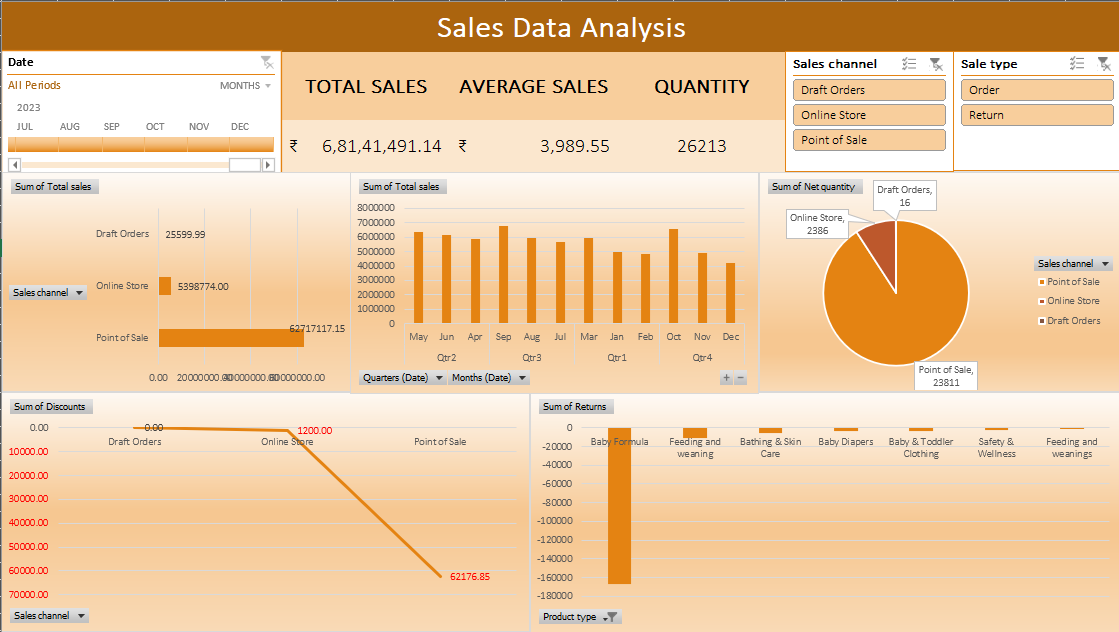 Sales Data Analysis
Date
All Periods
MONTHS
2023
JUL AUG SEP OCT NOV DEC
TOTAL SALES AVERAGE SALES QUANTITY
₹ 6,81,41,491.14 ₹ 3,989.55 26213
Sales channel
Draft Orders
Online Store
Point of Sale
Sale type
Order
Return
Sum of Total sales
Draft Orders 25599.99
Sales channel
Online Store 5398774.00
Point of Sale 62717117.15
0.00 20000000.00 40000000.00 60000000.00
Sum of Total sales
8000000
7000000
6000000
5000000
4000000
3000000
2000000
1000000
0
May Jun Apr Sep Aug Jul Mar Jan Feb Oct Nov Dec
Qtr2 Qtr3 Qtr1 Qtr4
Quarters (Date) Months (Date) + −
Sum of Net quantity
Draft Orders,
16
Online Store,
2386
Point of Sale,
23811
Sales channel
Point of Sale
Online Store
Draft Orders
Sum of Discounts
0.00
10000.00
20000.00
30000.00
40000.00
50000.00
60000.00
70000.00
0.00
1200.00
62176.85
Draft Orders Online Store Point of Sale
Sales channel
Sum of Returns
0
-20000
-40000
-60000
-80000
-100000
-120000
-140000
-160000
-180000
Baby Formula
Feeding and
weaning
Bathing & Skin
Care
Baby Diapers
Baby & Toddler
Clothing
Safety &
Wellness
Feeding and
weanings
Product type